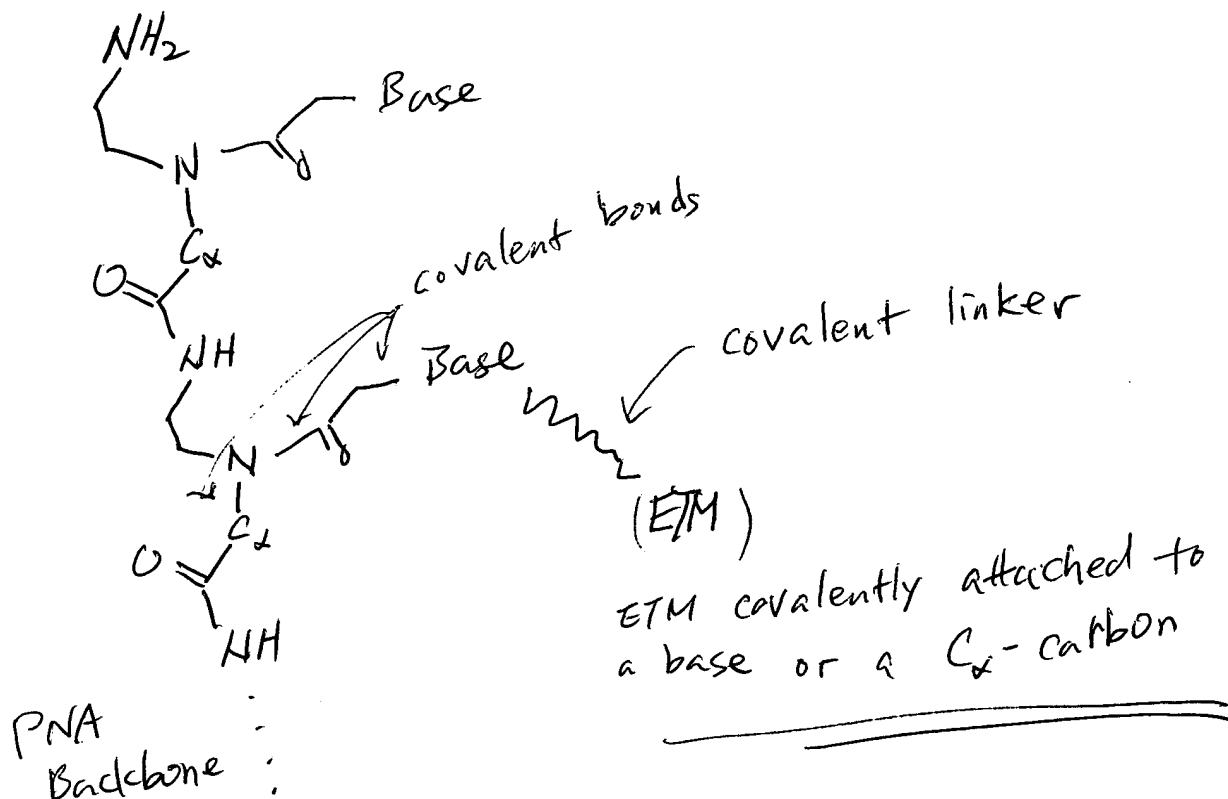 NH2
Base
N
O
Cα
O
covalent bonds
NH
Base
covalent linker
N
O
Cα
(ETM)
O
NH
ETM covalently attached to
a base or a Cα-carbon
PNA
Backbone